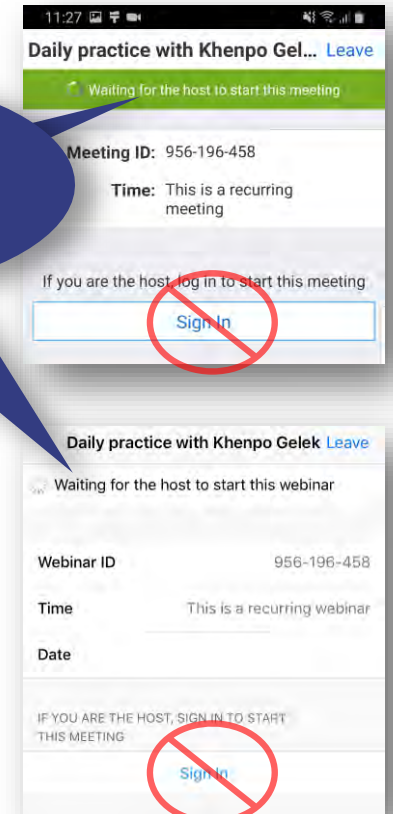 11:27
Daily practice with Khenpo Gel... Leave
Waiting for the host to start this meeting
Meeting ID: 956-196-458
Time: This is a recurring
meeting
If you are the host, log in to start this meeting
Sign In
Daily practice with Khenpo Gelek Leave
Waiting for the host to start this webinar
Webinar ID 956-196-458
Time This is a recurring webinar
Date
IF YOU ARE THE HOST, SIGN IN TO START
THIS MEETING
Sign In